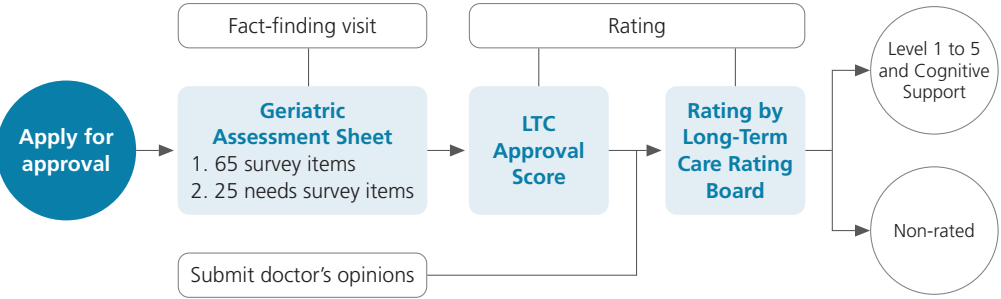 Fact-finding visit
Rating
Apply for
approval
Geriatric
Assessment Sheet
1. 65 survey items
2. 25 needs survey items
LTC
Approval
Score
Rating by
Long-Term
Care Rating
Board
Level 1 to 5
and Cognitive
Support
Non-rated
Submit doctor’s opinions